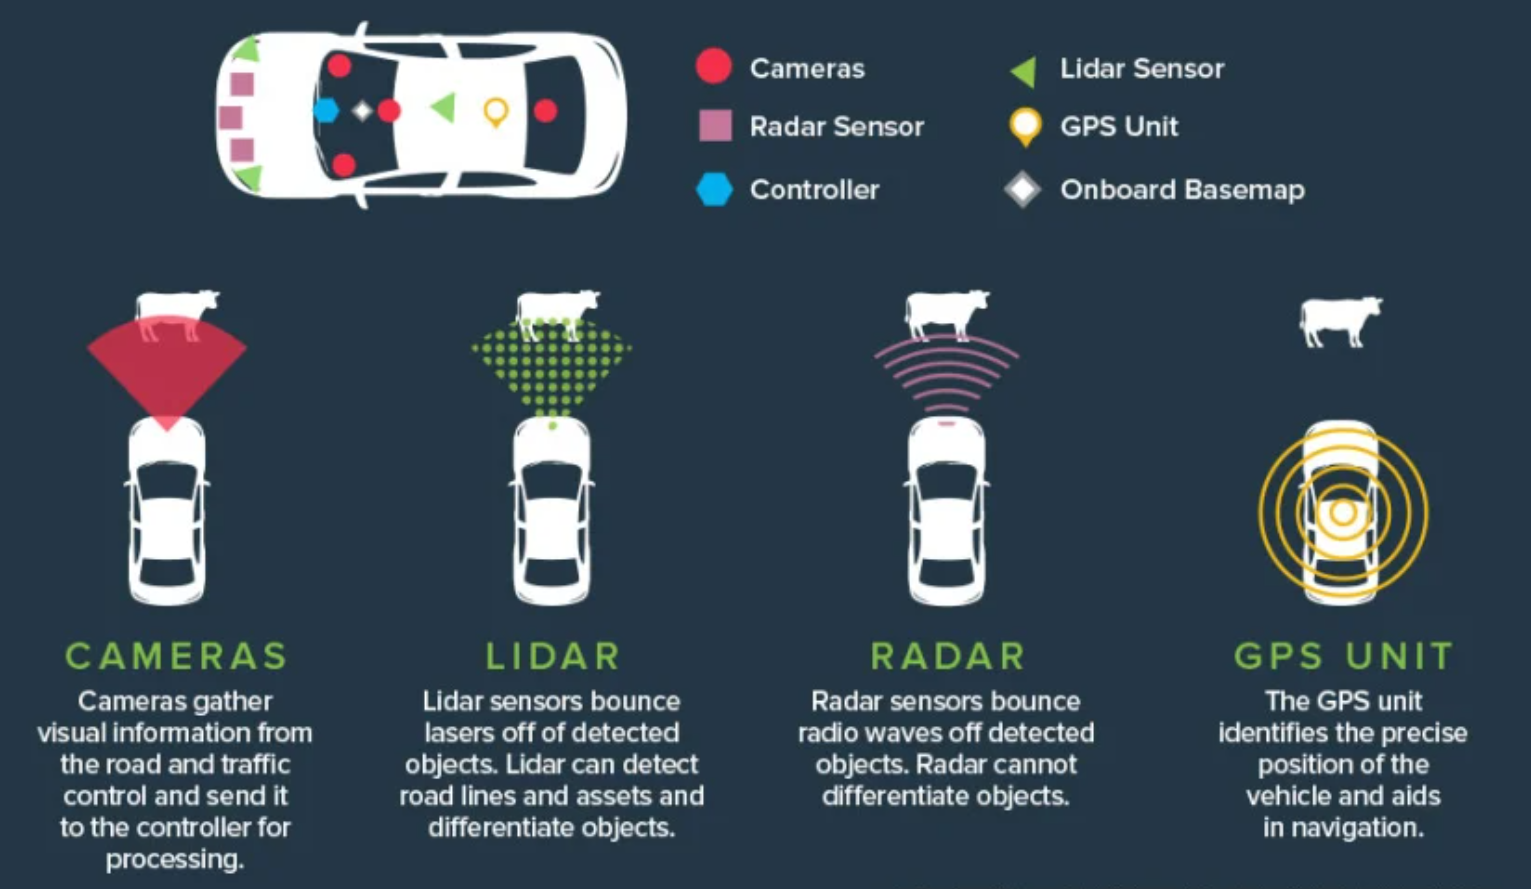 Cameras
Lidar Sensor
Radar Sensor
GPS Unit
Controller
Onboard Basemap
CAMERAS
Cameras gather
visual information from
the road and traffic
control and send it
to the controller for
processing.
LIDAR
Lidar sensors bounce
lasers off of detected
objects. Lidar can detect
road lines and assets and
differentiate objects.
RADAR
Radar sensors bounce
radio waves off detected
objects. Radar cannot
differentiate objects.
GPS UNIT
The GPS unit
identifies the precise
position of the
vehicle and aids
in navigation.